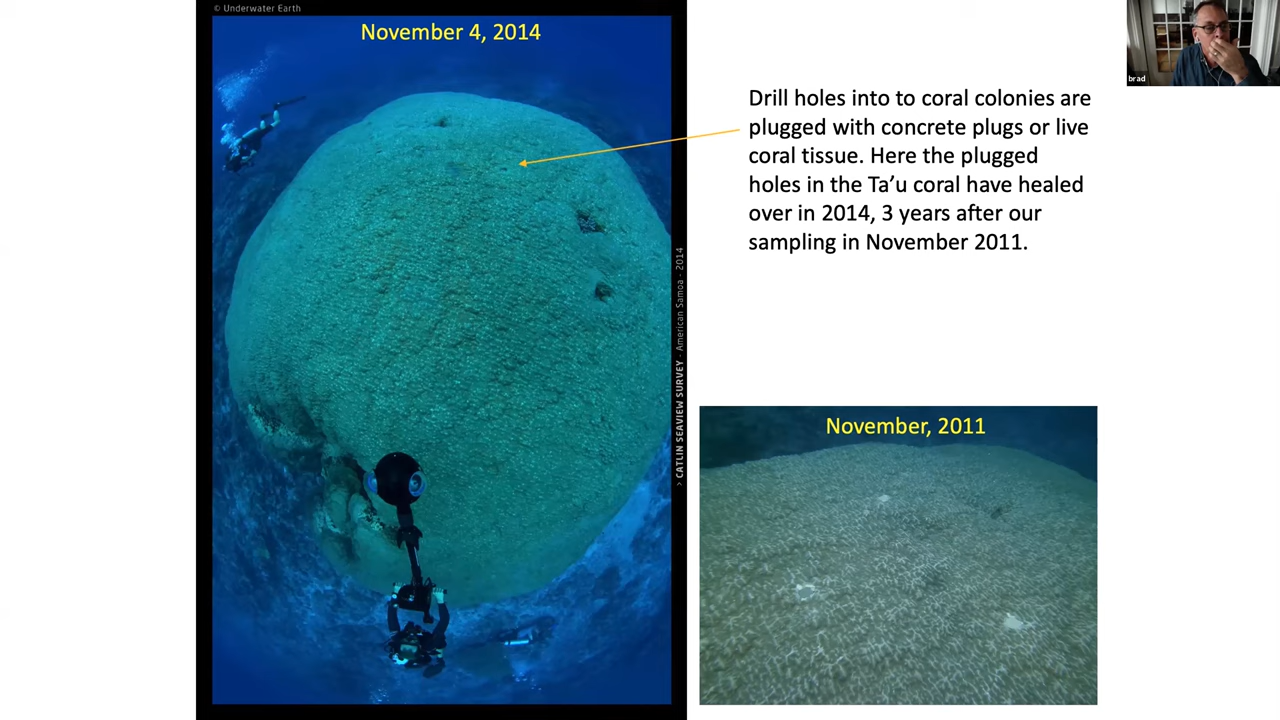 © Underwater Earth
November 4, 2014
> CATLIN SEAVIEW SURVEY - American Samoa - 2014
Drill holes into to coral colonies are
plugged with concrete plugs or live
coral tissue. Here the plugged
holes in the Ta’u coral have healed
over in 2014, 3 years after our
sampling in November 2011.
November, 2011
brad